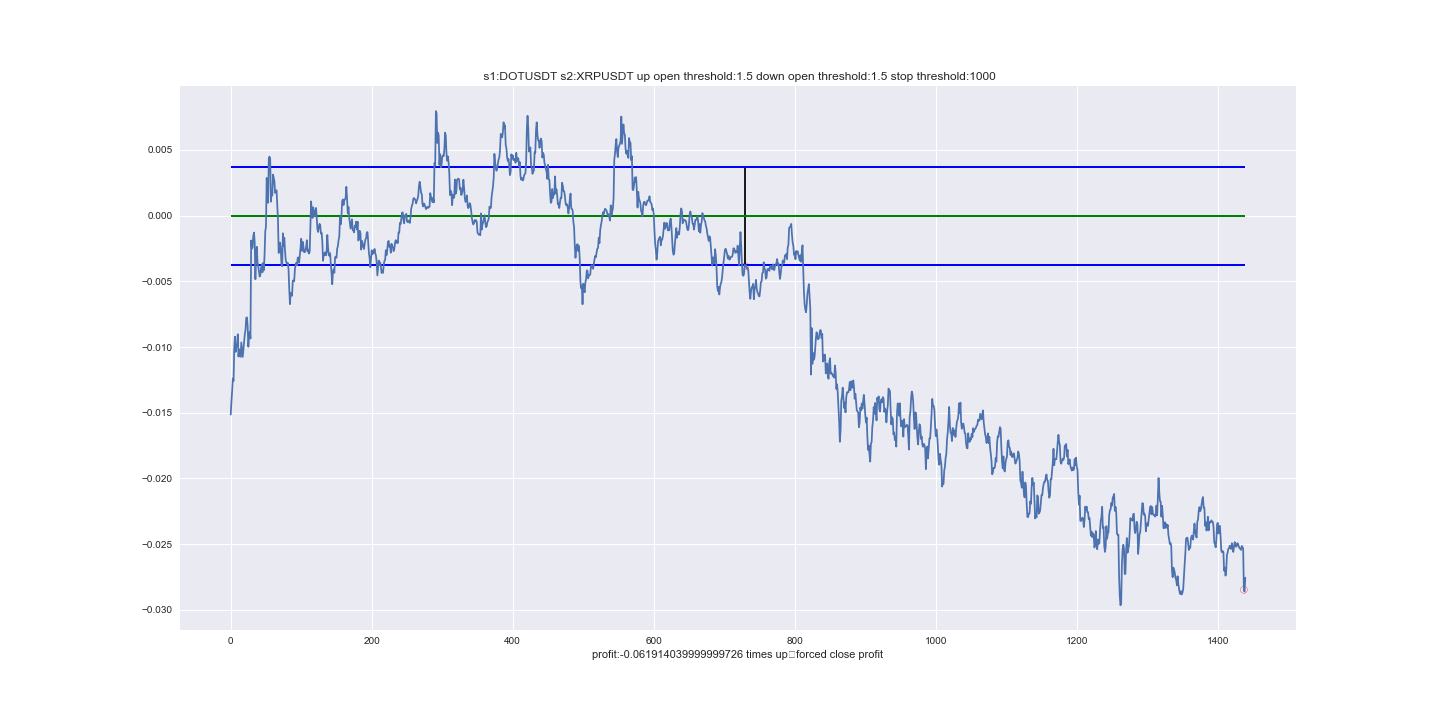 s1:DOTUSDT s2:XRPUSDT up open threshold:1.5 down open threshold:1.5 stop threshold:1000
0.005
0.000
−0.005
−0.010
−0.015
−0.020
−0.025
−0.030
0 200 400 600 800 1000 1200 1400
profit:-0.061914039999999726 times up□forced close profit